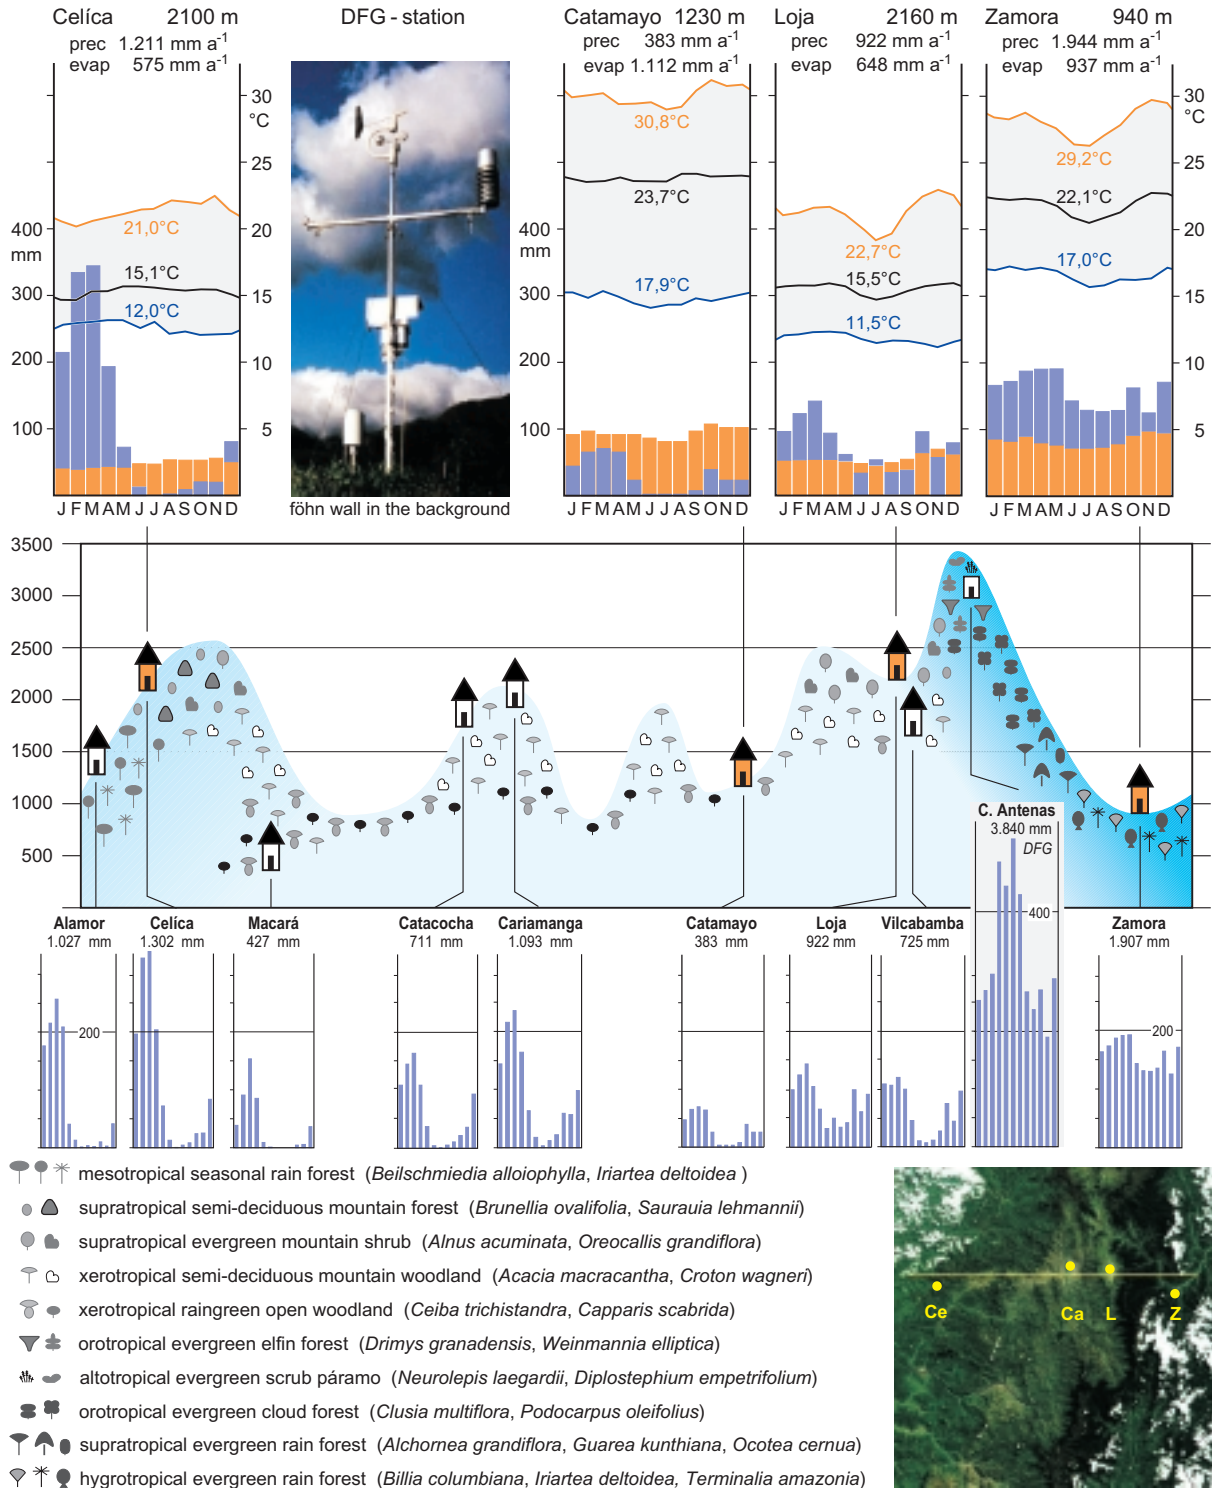 Celíca 2100 m
prec 1.211 mm a-1
evap 575 mm a-1
DFG - station
Catamayo 1230 m
prec 383 mm a-1
evap 1.112 mm a-1
Loja 2160 m
prec 922 mm a-1
evap 648 mm a-1
Zamora 940 m
prec 1.944 mm a-1
evap 937 mm a-1
30
°C
25
20
15
10
5
400
mm
300
200
100
21,0°C
15,1°C
12,0°C
30,8°C
23,7°C
17,9°C
22,7°C
15,5°C
11,5°C
29,2°C
22,1°C
17,0°C
30
°C
25
20
15
10
5
J F M A M J J A S O N D
föhn wall in the background
J F M A M J J A S O N D
J F M A M J J A S O N D
J F M A M J J A S O N D
3500
3000
2500
2000
1500
1000
500
0
C. Antenas
3.840 mm
DFG
400
Alamor
1.027 mm
Celíca
1.302 mm
Macará
427 mm
Catacocha
711 mm
Cariamanga
1.093 mm
Catamayo
383 mm
Loja
922 mm
Vilcabamba
725 mm
Zamora
1.907 mm
200
200
mesotropical seasonal rain forest (Beilschmiedia alloiophylla, Iriartea deltoidea )
supratropical semi-deciduous mountain forest (Brunellia ovalifolia, Saurauia lehmannii)
supratropical evergreen mountain shrub (Alnus acuminata, Oreocallis grandiflora)
xerotropical semi-deciduous mountain woodland (Acacia macracantha, Croton wagneri)
xerotropical raingreen open woodland (Ceiba trichistandra, Capparis scabrida)
orotropical evergreen elfin forest (Drimys granadensis, Weinmannia elliptica)
altotropical evergreen scrub páramo (Neurolepis laegardii, Diplostephium empetrifolium)
orotropical evergreen cloud forest (Clusia multiflora, Podocarpus oleifolius)
supratropical evergreen rain forest (Alchornea grandiflora, Guarea kunthiana, Ocotea cernua)
hygrotropical evergreen rain forest (Billia columbiana, Iriartea deltoidea, Terminalia amazonia)
Ce Ca L Z